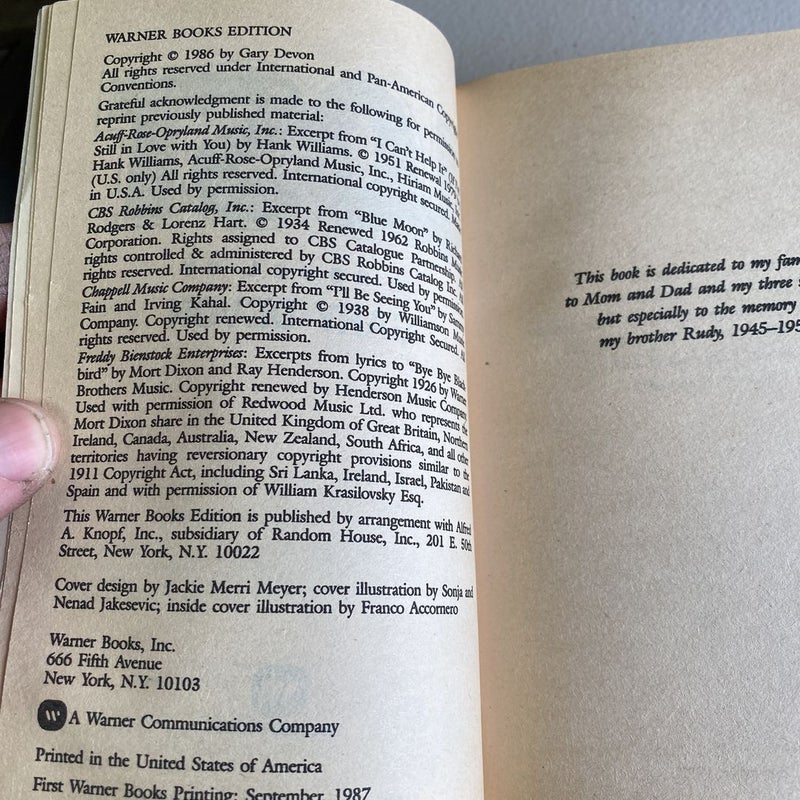 WARNER BOOKS EDITION
Copyright © 1986 by Gary Devon
All rights reserved under International and Pan-American
Conventions.
Grateful acknowledgment is made to the following for permission
reprint previously published material:
Acuff-Rose-Opryland Music, Inc.: Excerpt from "I Can't Help It"
Still in Love with You) by Hank Williams. © 1951 Renewal
Hank Williams, Acuff-Rose-Opryland Music, Inc., Hiriam Music
(U.S. only) All rights reserved. International copyright secured.
in U.S.A. Used by permission.
CBS Robbins Catalog, Inc.: Excerpt from "Blue Moon" by
Rodgers & Lorenz Hart. © 1934 Renewed 1962 Robbins
Corporation. Rights assigned to CBS Catalogue Partnership.
rights controlled & administered by CBS Robbins Catalog Inc.
rights reserved. International copyright secured. Used by permission.
Chappell Music Company: Excerpt from "I'll Be Seeing You" by
Fain and Irving Kahal. Copyright © 1938 by Williamson Music
Company. Copyright renewed. International Copyright Secured. All
rights reserved. Used by permission.
Freddy Bienstock Enterprises: Excerpts from lyrics to "Bye Bye Black-
bird" by Mort Dixon and Ray Henderson. Copyright 1926 by Warner
Brothers Music. Copyright renewed by Henderson Music Company
Used with permission of Redwood Music Ltd. who represents the
Mort Dixon share in the United Kingdom of Great Britain, Northern
Ireland, Canada, Australia, New Zealand, South Africa, and all other
territories having reversionary copyright provisions similar to the
1911 Copyright Act, including Sri Lanka, Ireland, Israel, Pakistan and
Spain and with permission of William Krasilovsky Esq.
This Warner Books Edition is published by arrangement with Alfred
A. Knopf, Inc., subsidiary of Random House, Inc., 201 E. 50th
Street, New York, N.Y. 10022
Cover design by Jackie Merri Meyer; cover illustration by Sonja and
Nenad Jakesevic; inside cover illustration by Franco Accornero
Warner Books, Inc.
666 Fifth Avenue
New York, N.Y. 10103
W A Warner Communications Company
Printed in the United States of America
First Warner Books Printing: September, 1987
This book is dedicated to my fam
to Mom and Dad and my three
but especially to the memory
my brother Rudy, 1945–195